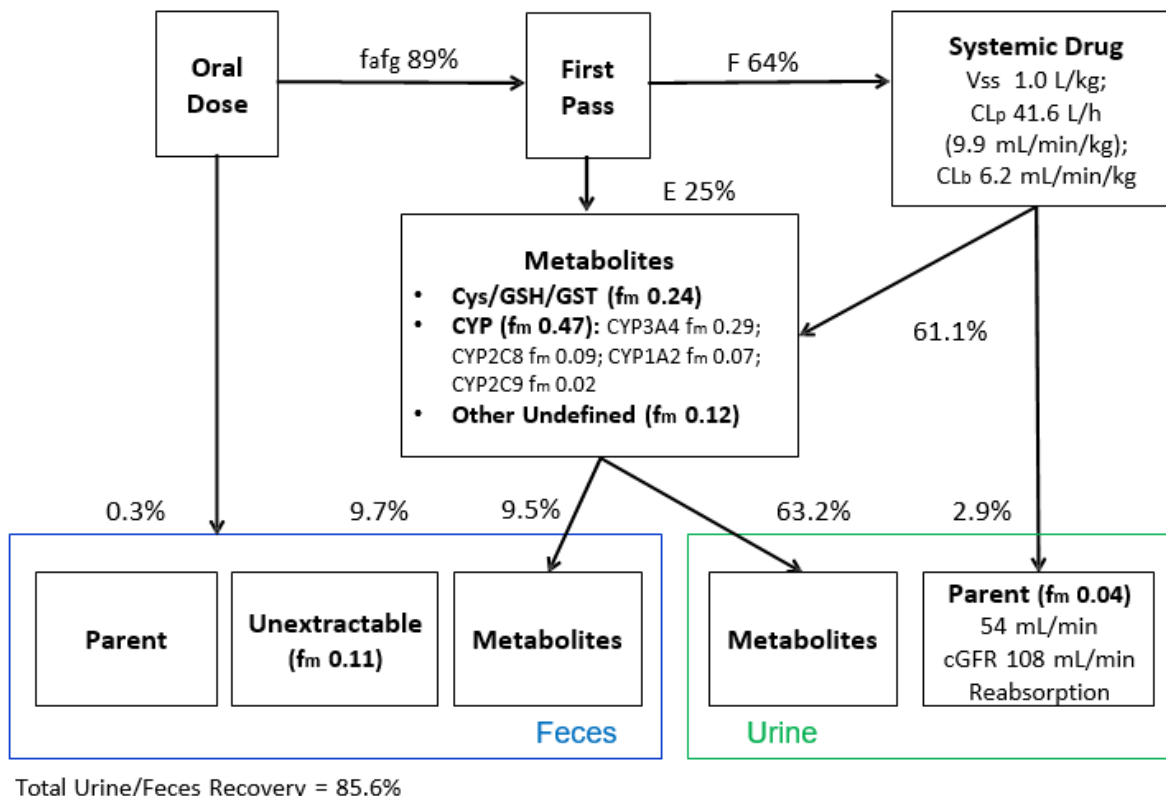 Oral
Dose
fafg 89%
First
Pass
F 64%
Systemic Drug
Vss 1.0 L/kg;
CLp 41.6 L/h
(9.9 mL/min/kg);
CLb 6.2 mL/min/kg
E 25%
Metabolites
• Cys/GSH/GST (fm 0.24)
• CYP (fm 0.47): CYP3A4 fm 0.29;
CYP2C8 fm 0.09; CYP1A2 fm 0.07;
CYP2C9 fm 0.02
• Other Undefined (fm 0.12)
61.1%
0.3%
9.7%
9.5%
63.2%
2.9%
Parent
Unextractable
(fm 0.11)
Metabolites
Feces
Metabolites
Parent (fm 0.04)
54 mL/min
cGFR 108 mL/min
Reabsorption
Urine
Total Urine/Feces Recovery = 85.6%